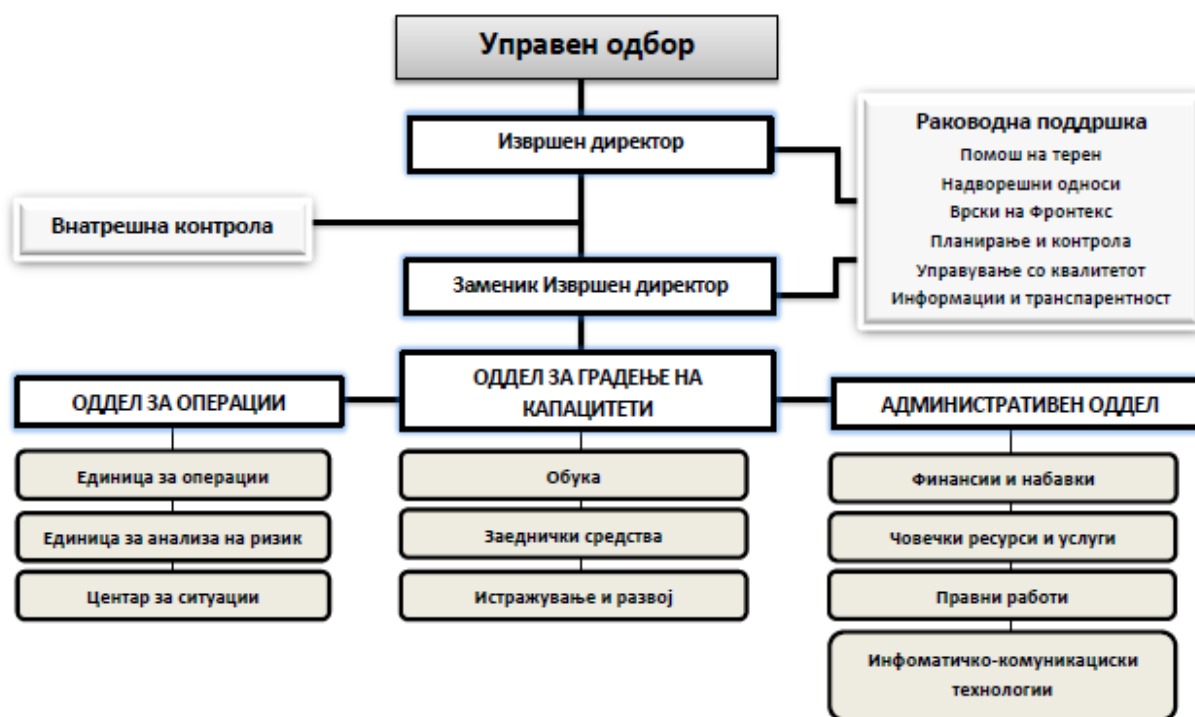 Управен одбор
Извршен директор
Раководна поддршка
Помош на терен
Надворешни односи
Врски на Фронтекс
Планирање и контрола
Управување со квалитетот
Информации и транспарентност
Внатрешна контрола
Заменик Извршен директор
ОДДЕЛ ЗА ОПЕРАЦИИ
ОДДЕЛ ЗА ГРАДЕЊЕ НА
КАПАЦИТЕТИ
АДМИНИСТРАТИВЕН ОДДЕЛ
Единица за операции
Единица за анализа на ризик
Центар за ситуации
Обука
Заеднички средства
Истражување и развој
Финансии и набавки
Човечки ресурси и услуги
Правни работи
Инфоматичко-комуникациски
технологии